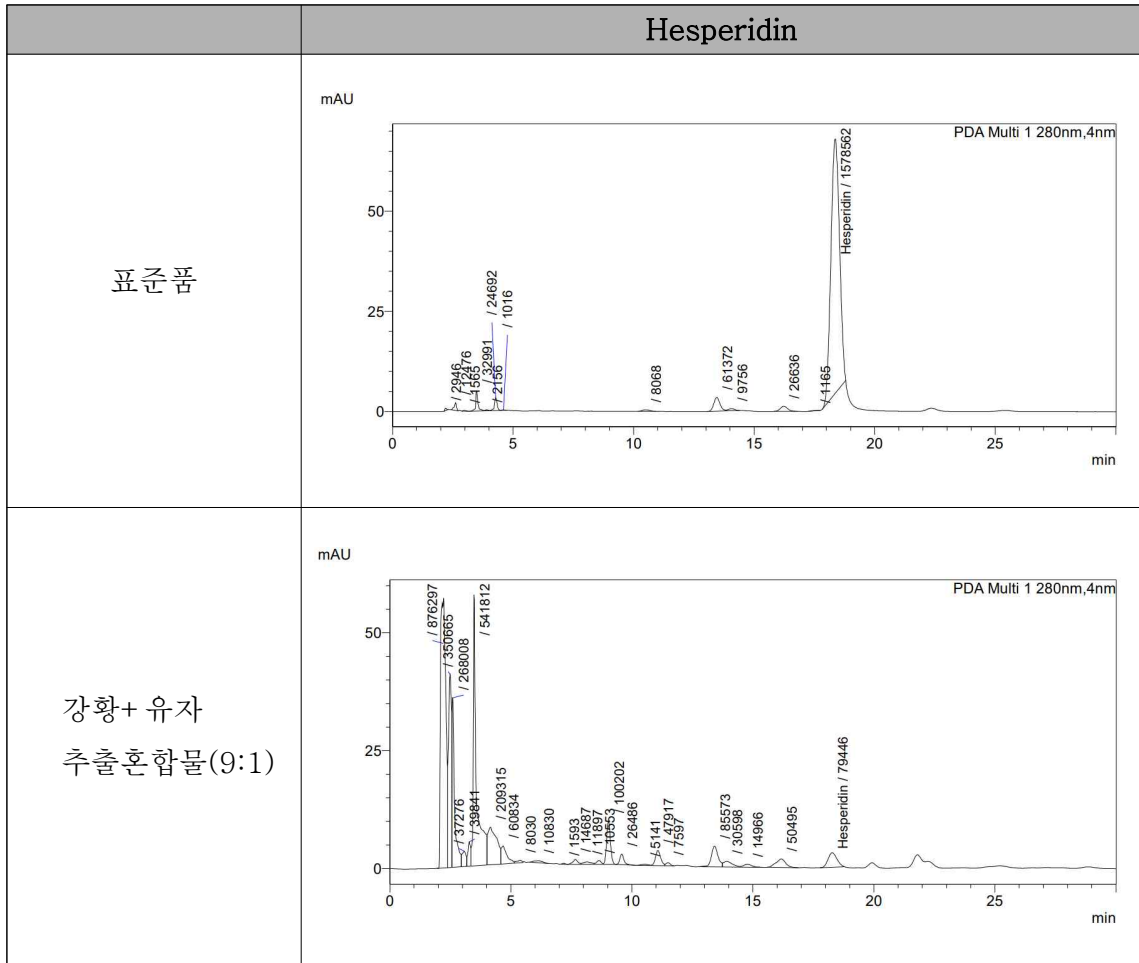 Hesperidin
표준품
mAU
PDA Multi 1 280nm,4nm
50
25
0
/ 2946
/ 12476
/ 1565
/ 32991
/ 24692
/ 2156
/ 1016
/ 8068
/ 61372
/ 9756
/ 26636
/ 1165
Hesperidin / 1578562
0 5 10 15 20 25
min
강황+ 유자
추출혼합물(9:1)
mAU
PDA Multi 1 280nm,4nm
50
25
0
/ 876297
/ 350665
/ 268008
/ 37276
/ 39841
/ 541812
/ 209315
/ 60834
/ 8030
/ 10830
/ 1593
/ 14687
/ 11897
/ 10553
/ 100202
/ 26486
/ 5141
/ 47917
/ 7597
/ 85573
/ 30598
/ 14966
/ 50495
Hesperidin / 79446
0 5 10 15 20 25
min